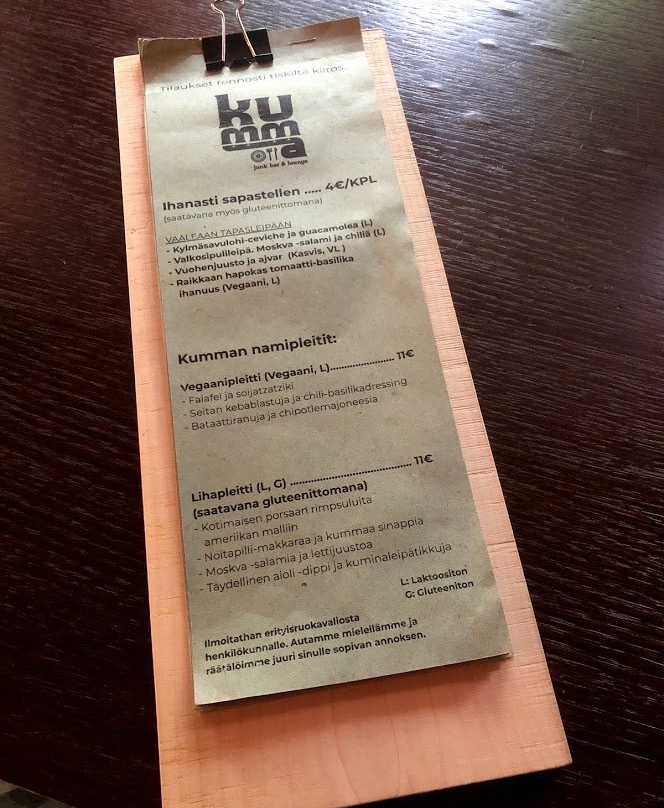 Tilaukset rennosti tiskiltä kiitos.
ku
mm
a
junk bar & lounge
Ihanasti sapastellen ..... 4€/KPL
(saatavana myös gluteenittomana)
VAALEAAN TAPASLEIPÄÄN
- Kylmäsavulohi-ceviche ja guacamolea (L)
- Valkosipulileipä. Moskva -salami ja chiliä (L)
- Vuohenjuusto ja ajvar (Kasvis, VL )
- Raikkaan hapokas tomaatti-basilika
ihanuus (Vegaani, L)
Kumman namipleitit:
Vegaanipleitti (Vegaani, L)...................... 11€
- Falafel ja soijatzatziki
- Seitan kebablastuja ja chili-basilikadressing
- Bataattiranuja ja chipotlemajoneesia
Lihapleitti (L, G) ........................................ 11€
(saatavana gluteenittomana)
- Kotimaisen porsaan rimpsuluita
ameriikan malliin
- Noitapilli-makkaraa ja kummaa sinappia
- Moskva -salamia ja lettijuustoa
- Täydellinen aioli -dippi ja kuminaleipätikkuja
L: Laktoositon
G: Gluteeniton
Ilmoitathan erityisruokavaliosta
henkilökunnalle. Autamme mielellämme ja
räätälöimme juuri sinulle sopivan annoksen.